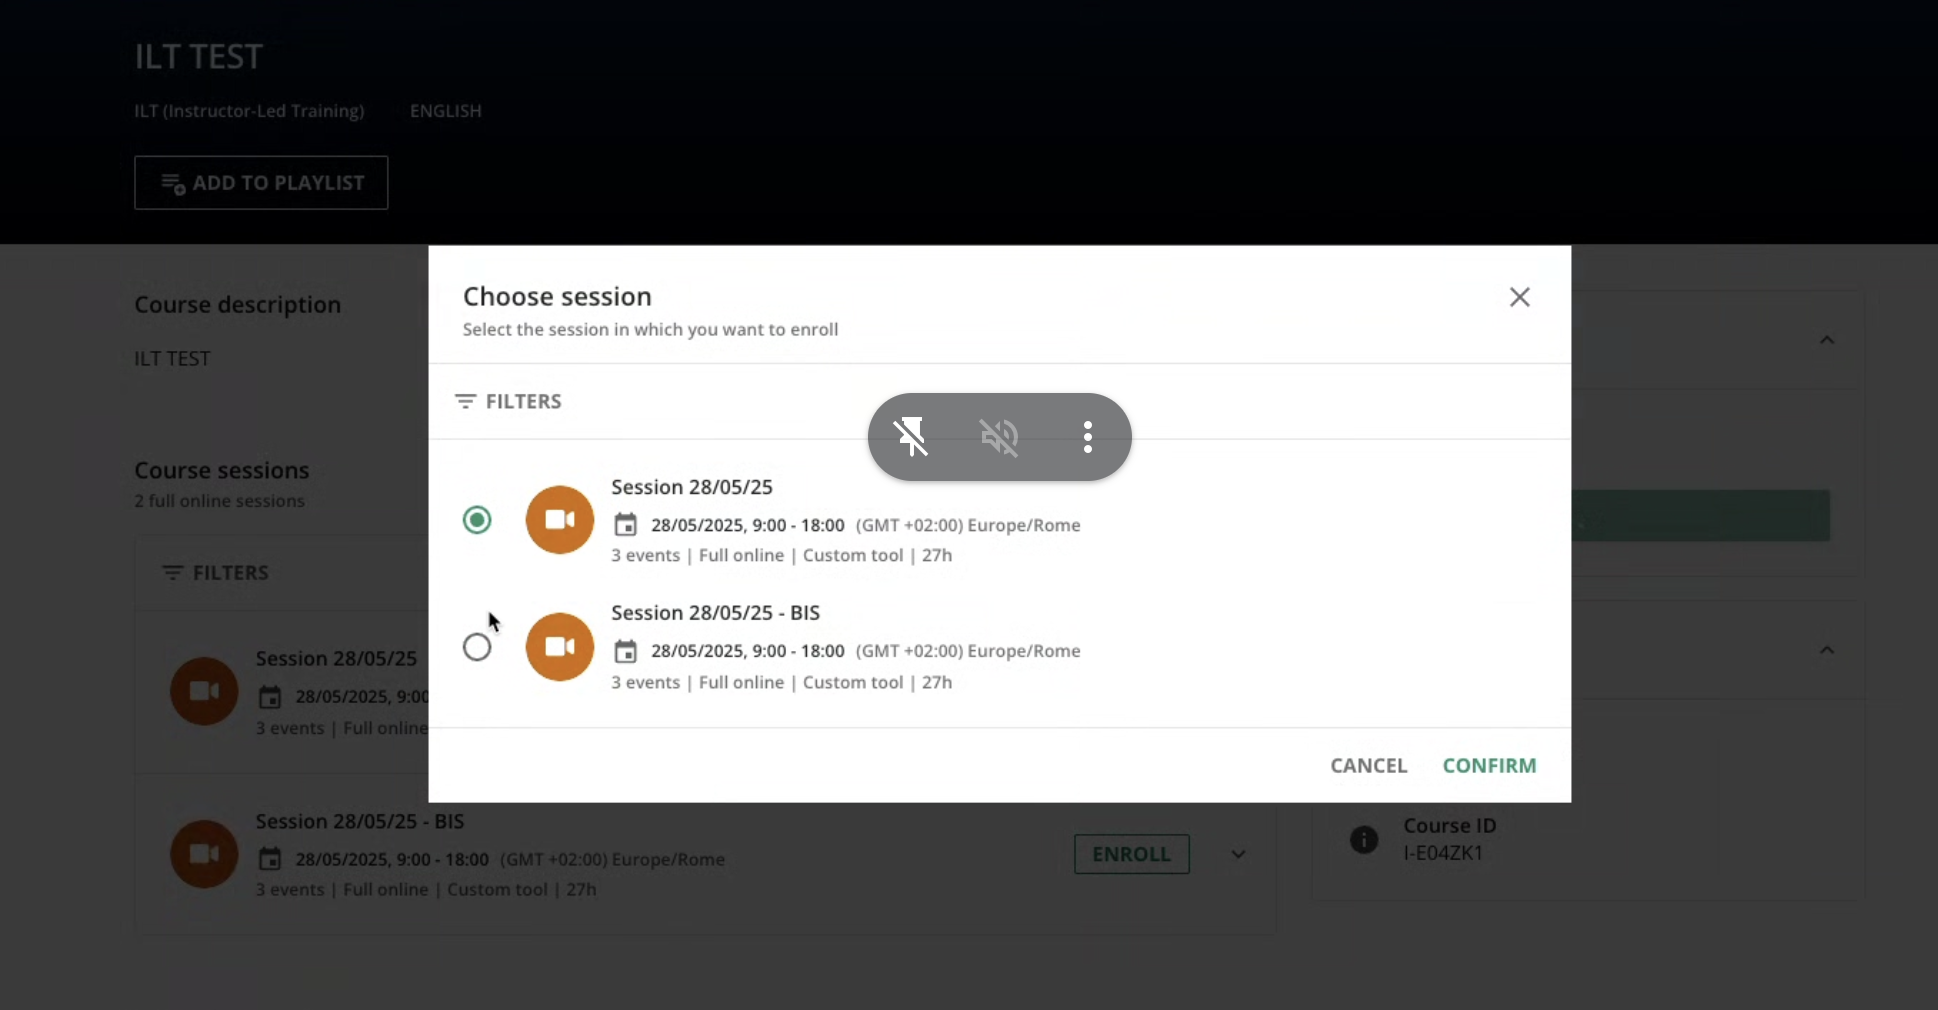 ILT TEST
ILT (Instructor-Led Training) ENGLISH
ADD TO PLAYLIST
Course description
ILT TEST
Course sessions
2 full online sessions
FILTERS
Session 28/05/25
28/05/2025, 9:00
3 events | Full online
Session 28/05/25 - BIS
28/05/2025, 9:00 - 18:00 (GMT +02:00) Europe/Rome
3 events | Full online | Custom tool | 27h
ENROLL
Choose session
Select the session in which you want to enroll
FILTERS
Session 28/05/25
28/05/2025, 9:00 - 18:00 (GMT +02:00) Europe/Rome
3 events | Full online | Custom tool | 27h
Session 28/05/25 - BIS
28/05/2025, 9:00 - 18:00 (GMT +02:00) Europe/Rome
3 events | Full online | Custom tool | 27h
CANCEL CONFIRM
Course ID
I-E04ZK1